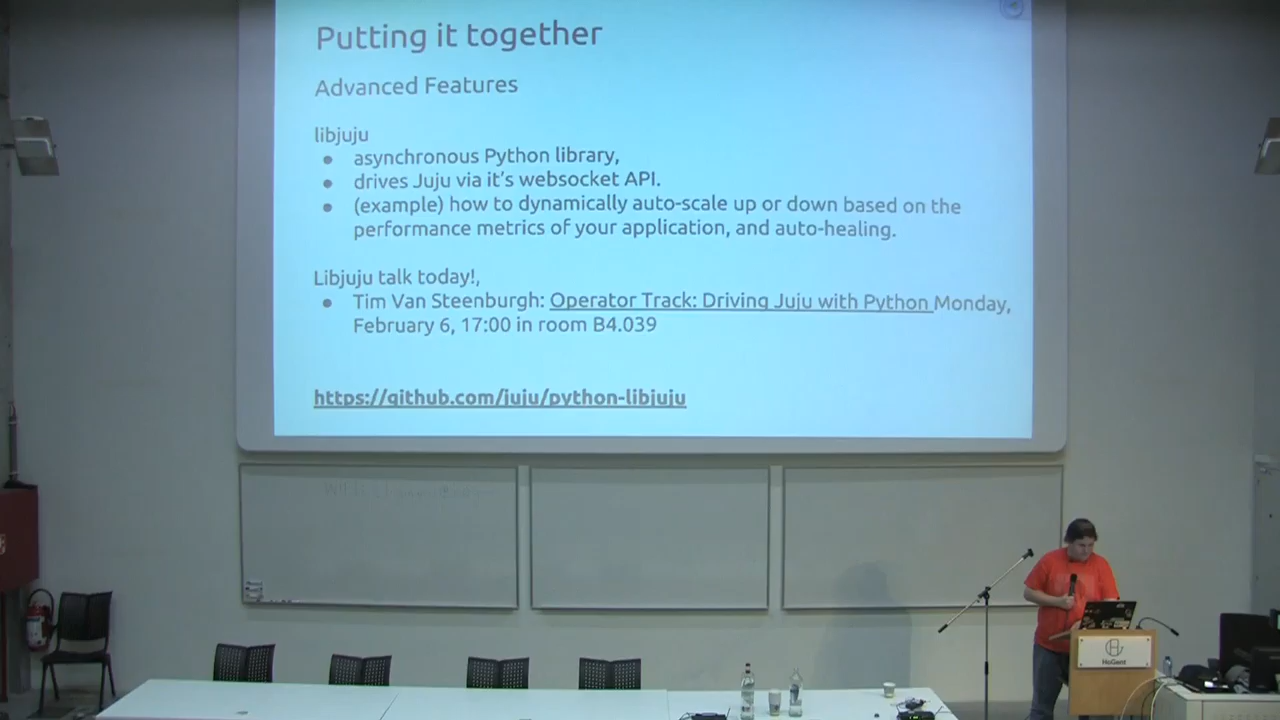 Putting it together
Advanced Features
libjuju
● asynchronous Python library,
● drives Juju via it's websocket API.
● (example) how to dynamically auto-scale up or down based on the
performance metrics of your application, and auto-healing.
Libjuju talk today!,
● Tim Van Steenburgh: Operator Track: Driving Juju with Python Monday,
February 6, 17:00 in room B4.039
https://github.com/juju/python-libjuju
HoGent